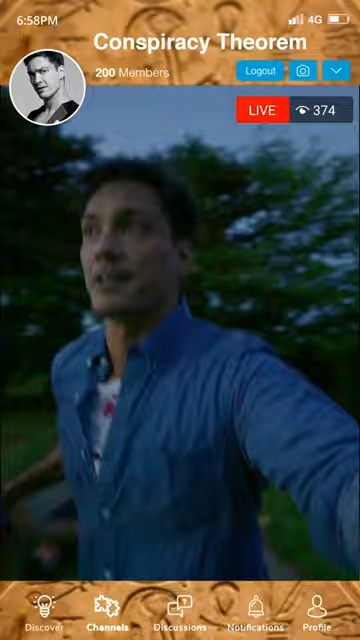 6:58PM
4G
Conspiracy Theorem
200 Members
Logout
LIVE
374
Discover
Channels
Discussions
Notifications
Profile